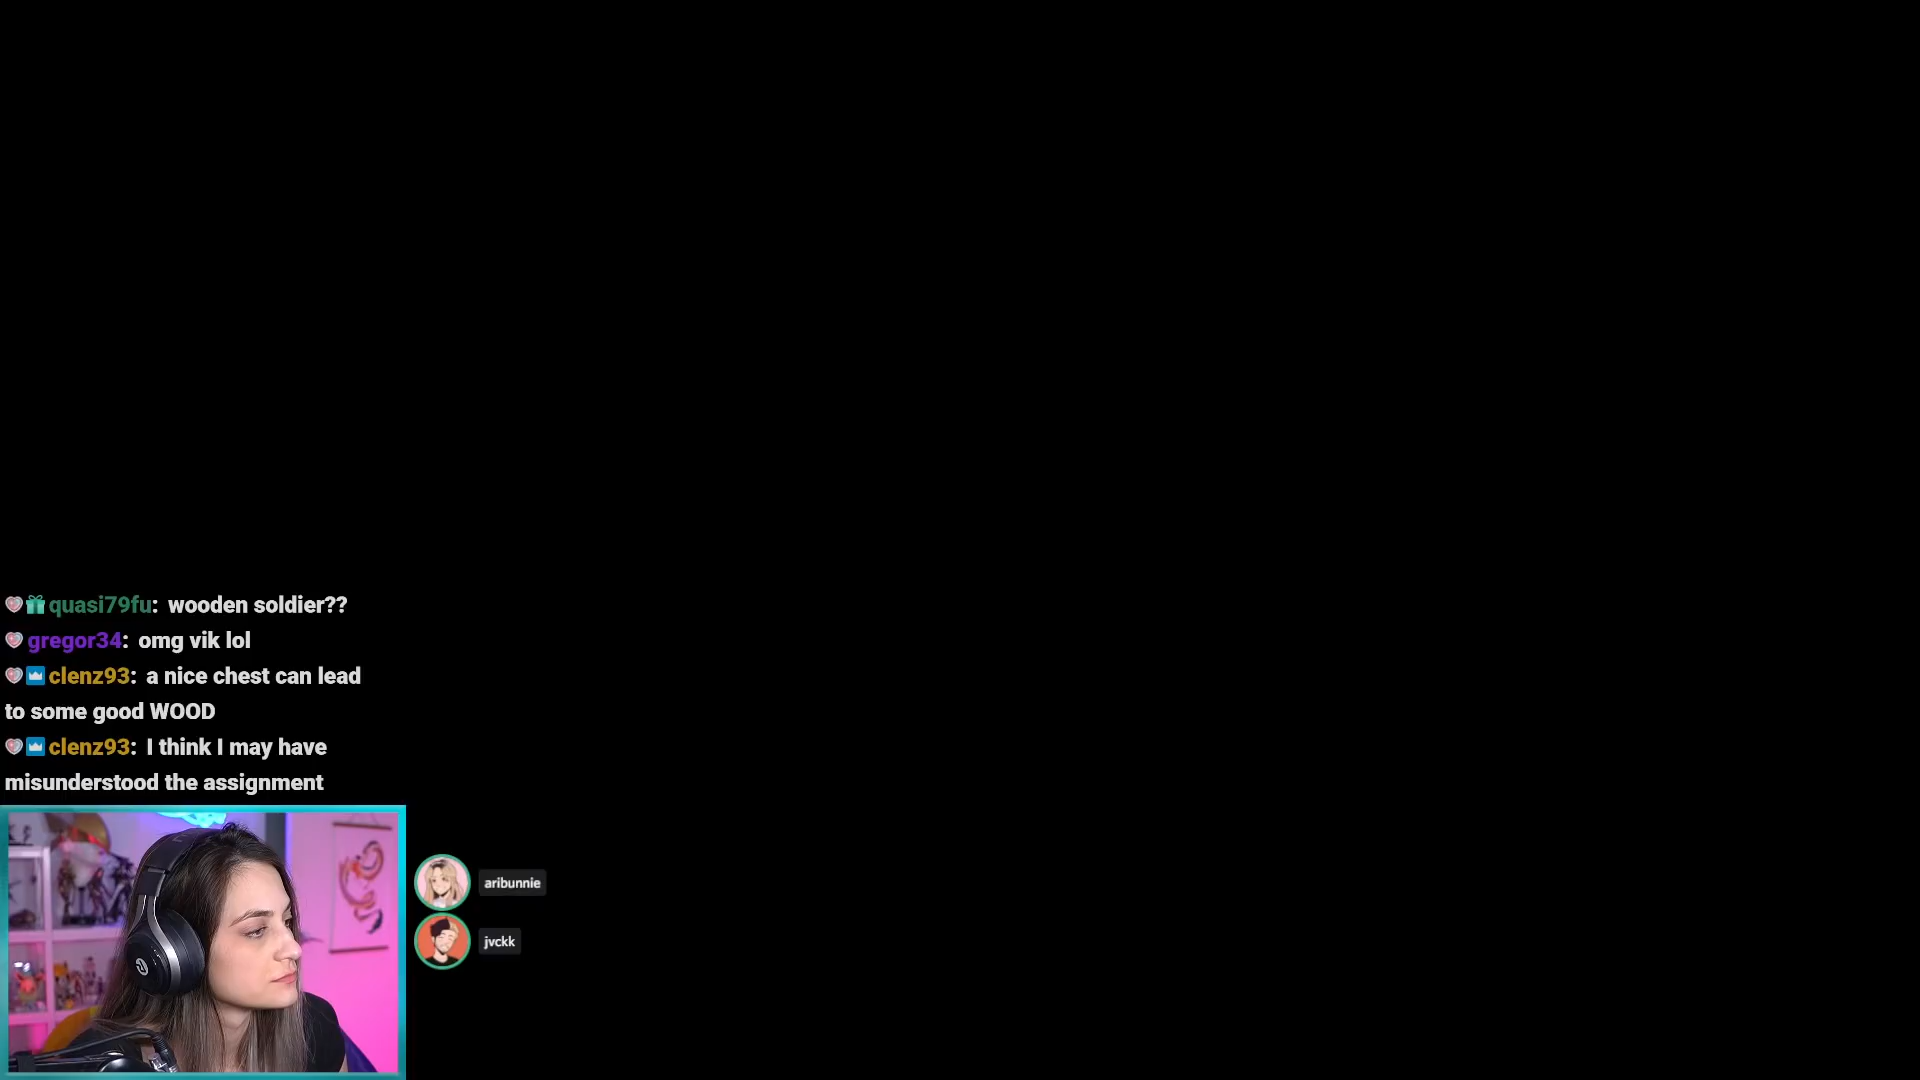 quasi79fu: wooden soldier??
gregor34: omg vik lol
clenz93: a nice chest can lead
to some good WOOD
clenz93: I think I may have
misunderstood the assignment
aribunnie
jvckk